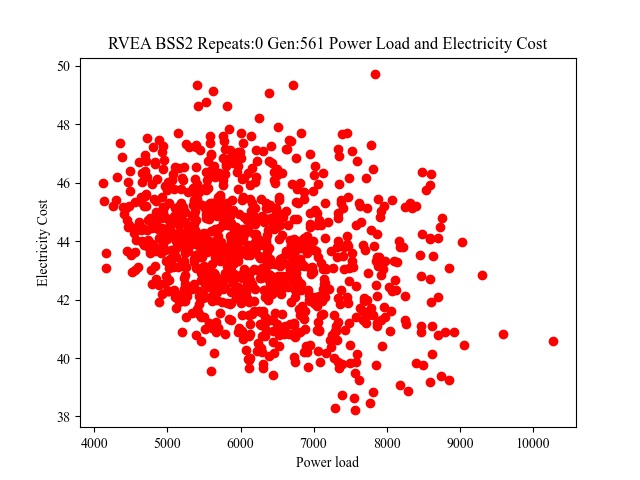 RVEA BSS2 Repeats:0 Gen:561 Power Load and Electricity Cost
50
48
46
44
42
40
38
Electricity Cost
4000 5000 6000 7000 8000 9000 10000
Power load